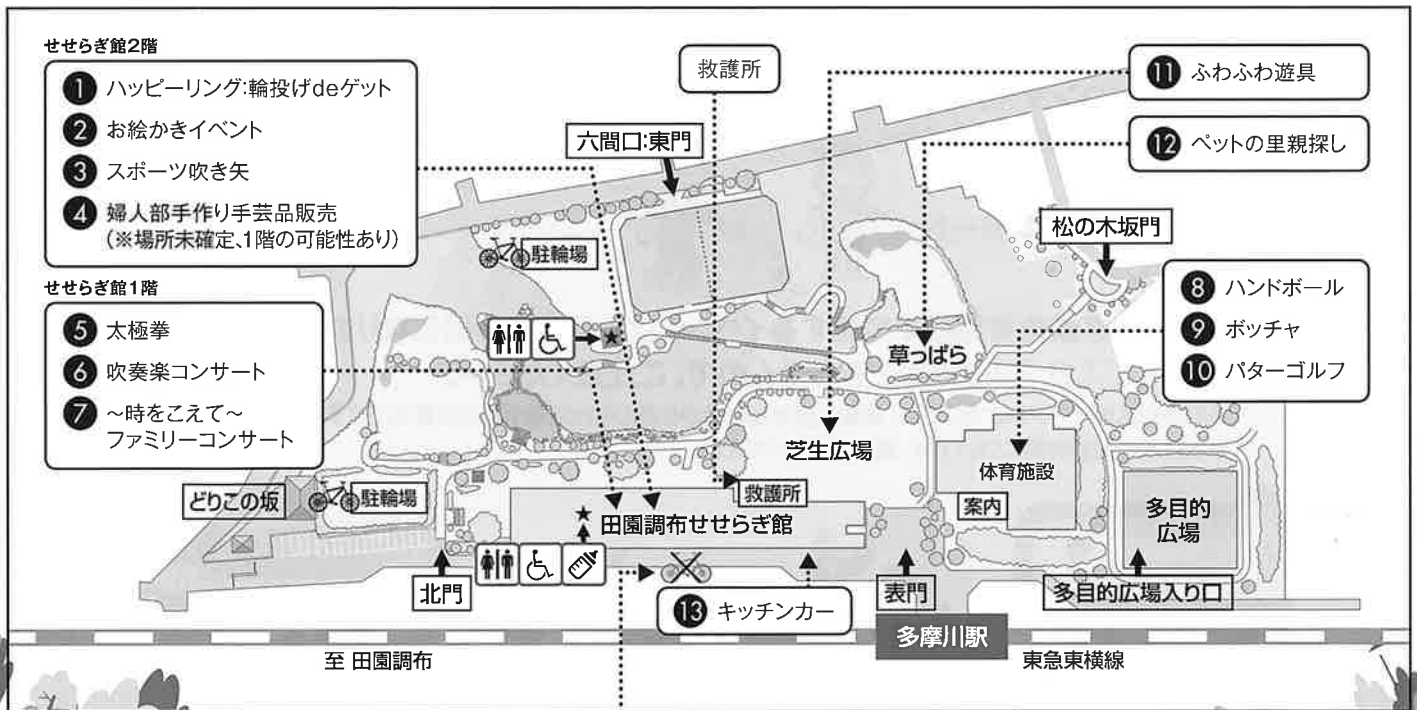 せせらぎ館2階
1 ハッピーリング:輪投げdeゲット
2 お絵かきイベント
3 スポーツ吹き矢
4 婦人部手作り手芸品販売
(※場所未確定、1階の可能性あり)
せせらぎ館1階
5 太極拳
6 吹奏楽コンサート
7 ～時をこえて～
ファミリーコンサート
救護所
六間口:東門
駐輪場
11 ふわふわ遊具
12 ペットの里親探し
松の木坂門
8 ハンドボール
9 ボッチャ
10 パターゴルフ
草っぱら
芝生広場
体育施設
案内
多目的
広場
どりこの坂
駐輪場
救護所
田園調布せせらぎ館
北門
13 キッチンカー
表門
多目的広場入り口
多摩川駅
至 田園調布
東急東横線